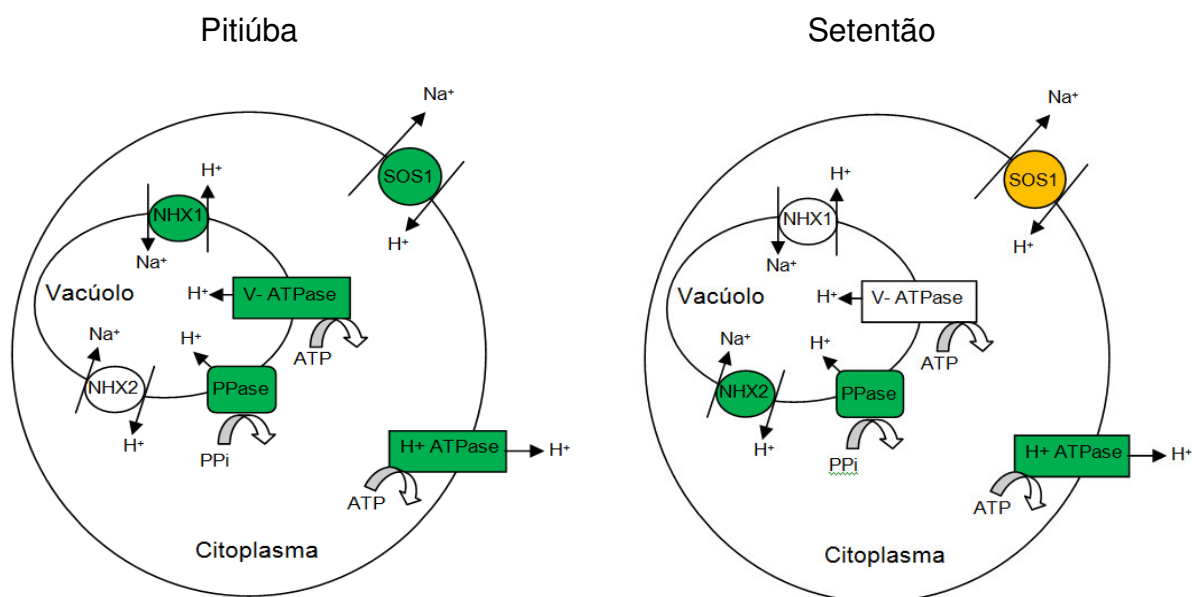 Pitiúba
Na⁺
SOS1
H⁺
H⁺
NHX1
Na⁺
Vacúolo
H⁺
V- ATPase
ATP
Na⁺
NHX2
H⁺
H⁺
PPase
PPi
H+ ATPase
H⁺
ATP
Citoplasma
Setentão
Na⁺
SOS1
H⁺
H⁺
NHX1
Na⁺
Vacúolo
H⁺
V- ATPase
ATP
Na⁺
NHX2
H⁺
H⁺
PPase
PPi
H+ ATPase
H⁺
ATP
Citoplasma